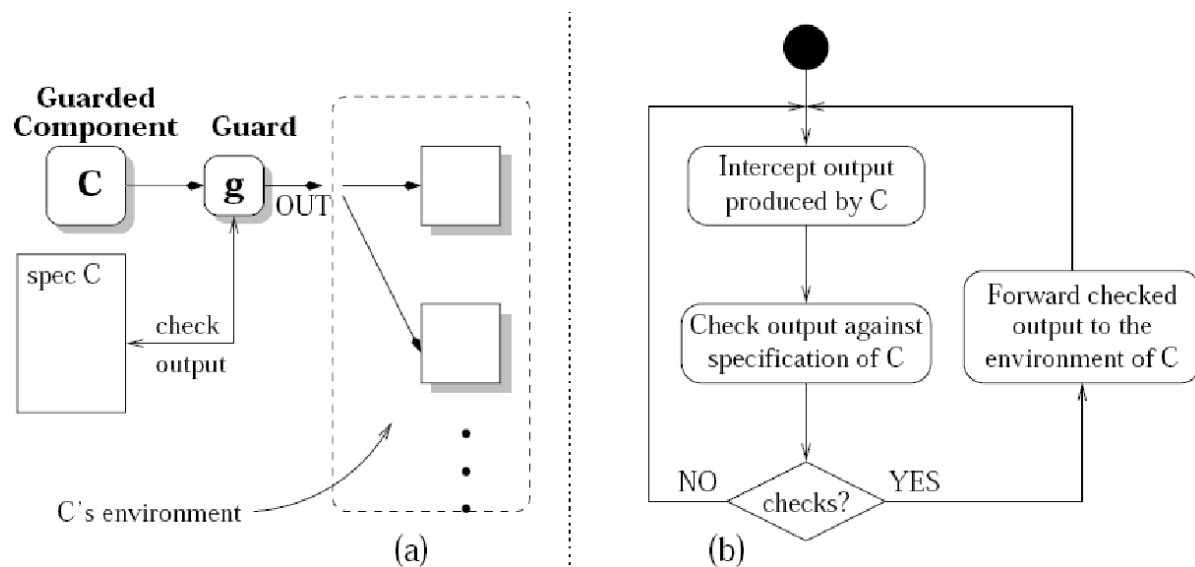 Guarded
Component
Guard
C
g
OUT
spec C
check
output
C's environment
(a)
Intercept output
produced by C
Check output against
specification of C
Forward checked
output to the
environment of C
NO
YES
checks?
(b)